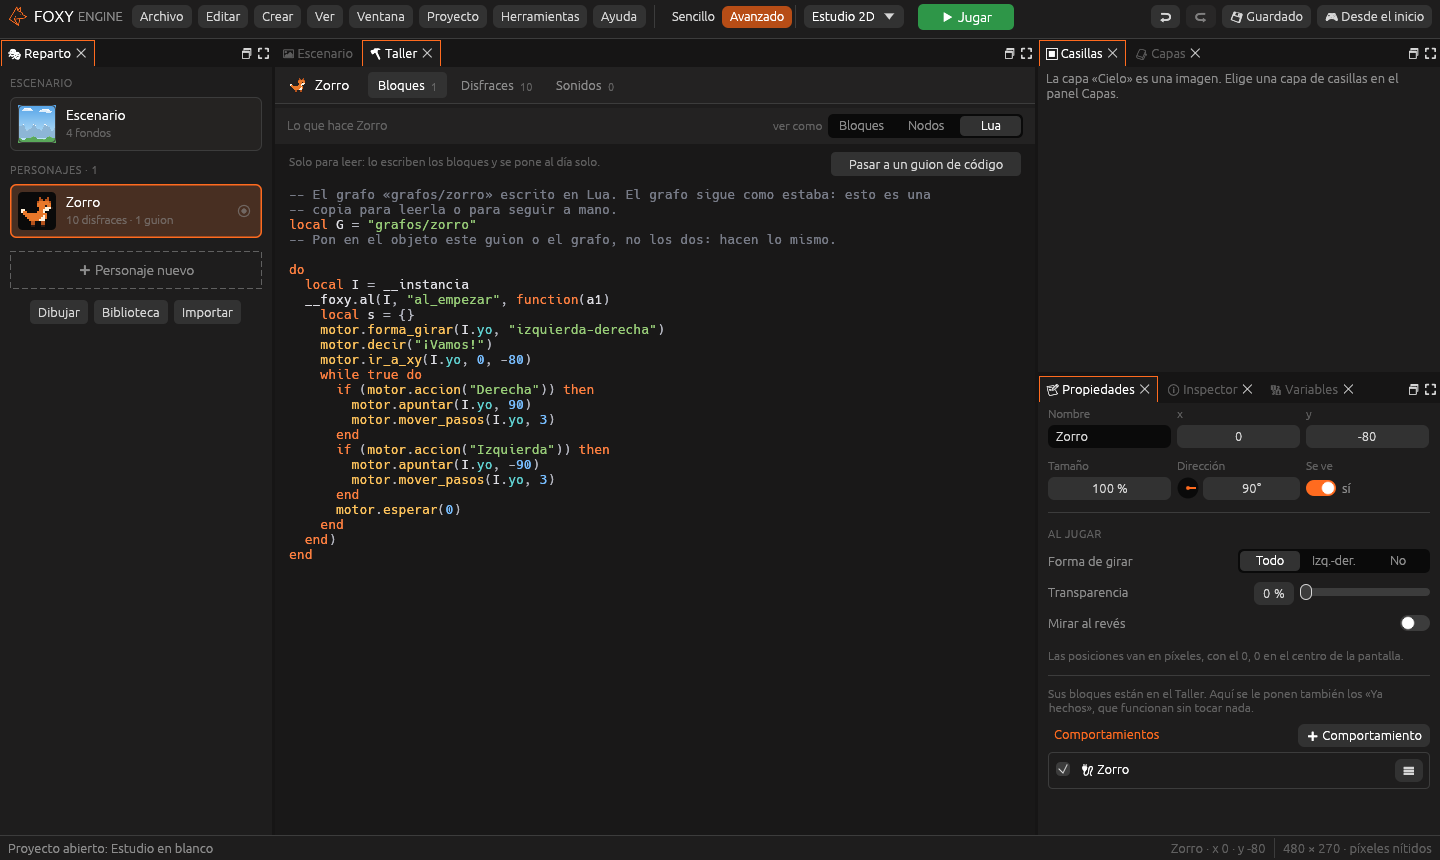 FOXY ENGINE
Archivo
Editar
Crear
Ver
Ventana
Proyecto
Herramientas
Ayuda
Sencillo
Avanzado
Estudio 2D
Jugar
Guardado
Desde el inicio
Reparto
Escenario
Taller
Casillas
Capas
ESCENARIO
Escenario
4 fondos
PERSONAJES · 1
Zorro
10 disfraces · 1 guion
+ Personaje nuevo
Dibujar
Biblioteca
Importar
Zorro
Bloques 1
Disfraces 10
Sonidos 0
Lo que hace Zorro
ver como
Bloques
Nodos
Lua
Solo para leer: lo escriben los bloques y se pone al día solo.
Pasar a un guion de código
-- El grafo «grafos/zorro» escrito en Lua. El grafo sigue como estaba: esto es una
-- copia para leerla o para seguir a mano.
local G = "grafos/zorro"
-- Pon en el objeto este guion o el grafo, no los dos: hacen lo mismo.
do
  local I = __instancia
  __foxy.al(I, "al_empezar", function(a1)
    local s = {}
    motor.forma_girar(I.yo, "izquierda-derecha")
    motor.decir("¡Vamos!")
    motor.ir_a_xy(I.yo, 0, -80)
    while true do
      if (motor.accion("Derecha")) then
        motor.apuntar(I.yo, 90)
        motor.mover_pasos(I.yo, 3)
      end
      if (motor.accion("Izquierda")) then
        motor.apuntar(I.yo, -90)
        motor.mover_pasos(I.yo, 3)
      end
      motor.esperar(0)
    end
  end)
end
La capa «Cielo» es una imagen. Elige una capa de casillas en el
panel Capas.
Propiedades
Inspector
Variables
Nombre
x
y
Zorro
0
-80
Tamaño
Dirección
Se ve
100 %
90°
sí
AL JUGAR
Forma de girar
Todo
Izq.-der.
No
Transparencia
0 %
Mirar al revés
Las posiciones van en píxeles, con el 0, 0 en el centro de la pantalla.
Sus bloques están en el Taller. Aquí se le ponen también los «Ya
hechos», que funcionan sin tocar nada.
Comportamientos
+ Comportamiento
Zorro
Proyecto abierto: Estudio en blanco
Zorro · x 0 · y -80
480 × 270 · píxeles nítidos